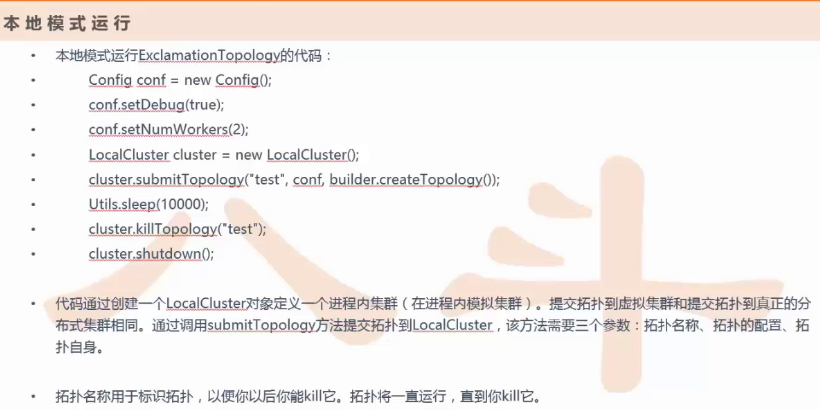 本地模式运行
• 本地模式运行ExclamationTopology的代码：
• Config conf = new Config();
• conf.setDebug(true);
• conf.setNumWorkers(2);
• LocalCluster cluster = new LocalCluster();
• cluster.submitTopology("test", conf, builder.createTopology());
• Utils.sleep(10000);
• cluster.killTopology("test");
• cluster.shutdown();
• 代码通过创建一个LocalCluster对象定义一个进程内集群（在进程内模拟集群）。提交拓扑到虚拟集群和提交拓扑到真正的分
布式集群相同。通过调用submitTopology方法提交拓扑到LocalCluster，该方法需要三个参数：拓扑名称、拓扑的配置、拓
扑自身。
• 拓扑名称用于标识拓扑，以便你以后你能kill它。拓扑将一直运行，直到你kill它。
八斗